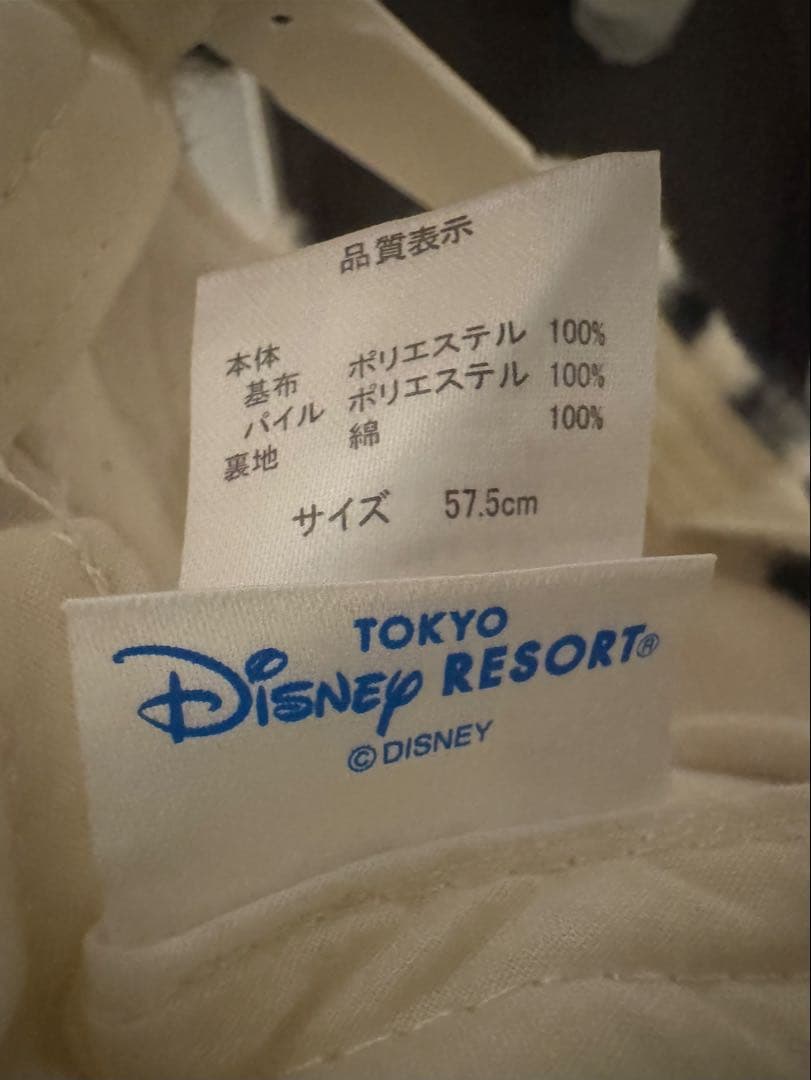 品質表示
本体
基布 ポリエステル 100%
パイル ポリエステル 100%
裏地 綿 100%
サイズ 57.5cm
TOKYO
DISNEY RESORT®
©DISNEY